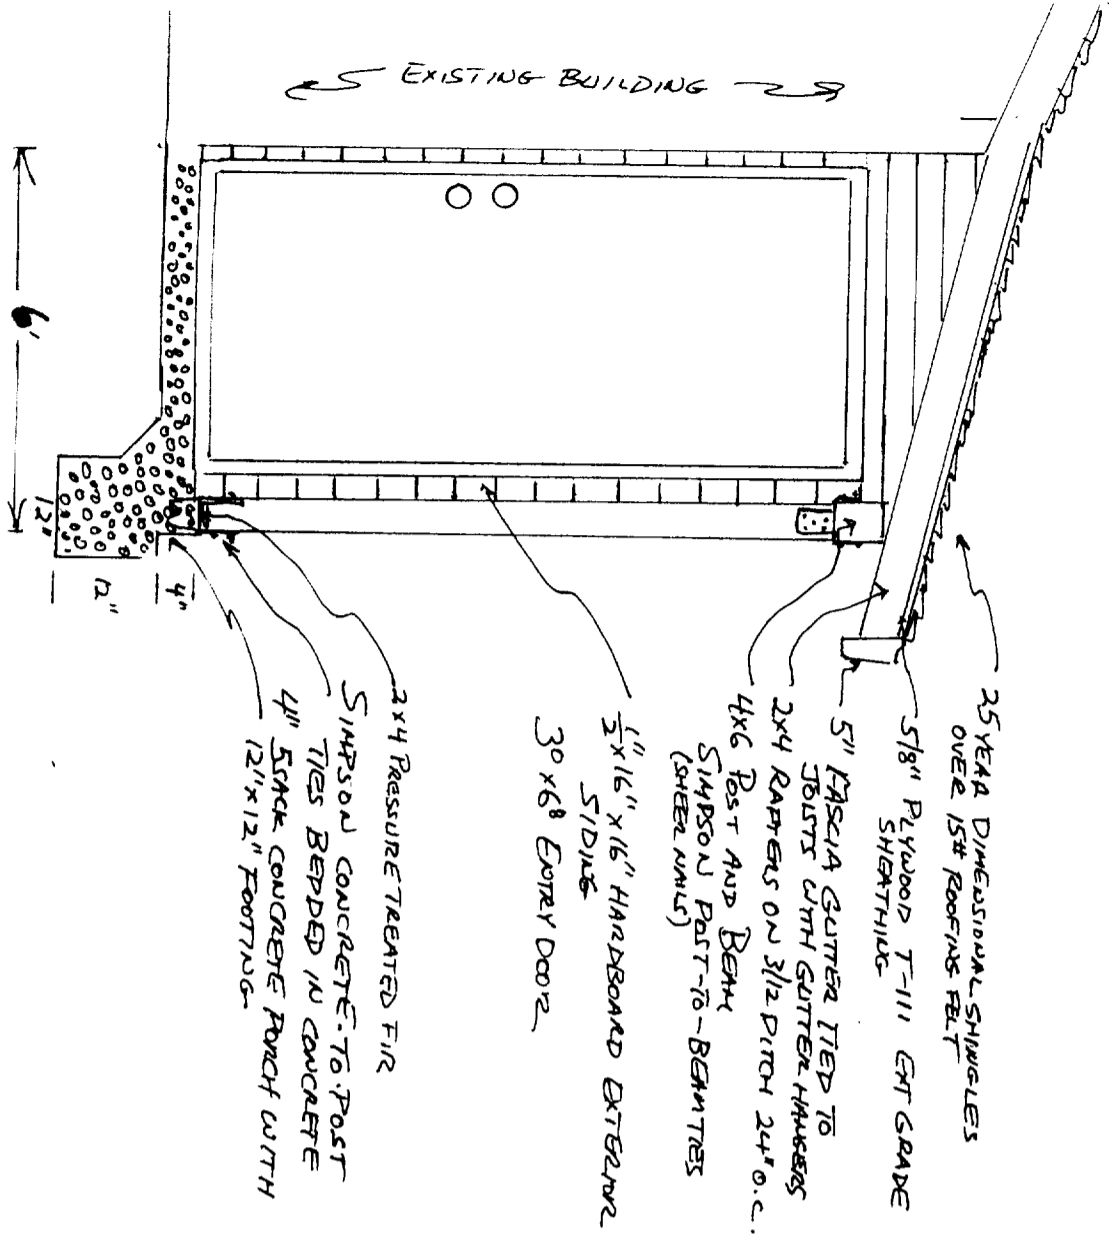 EXISTING BUILDING
25 YEAR DIMENSIONAL SHINGLES
OVER 15# ROOFING FELT
5/8" PLYWOOD T-111 EXT GRADE
SHEATHING
5" FASCIA GUTTER TIED TO
JOISTS WITH GUTTER HANGERS
2x4 RAFTERS ON 3/12 PITCH 24" O.C.
4x6 POST AND BEAM
SIMPSON POST-TO-BEAM TIES
(SHEER NAILS)
1/2" x 16" x 16' HARDBOARD EXTERIOR
SIDING
3⁰ x 6⁸ ENTRY DOOR
2x4 PRESSURE TREATED FIR
SIMPSON CONCRETE-TO-POST
TIES BEDDED IN CONCRETE
4" 5 SACK CONCRETE PORCH WITH
12" x 12" FOOTING
4"
12"
12"
6'